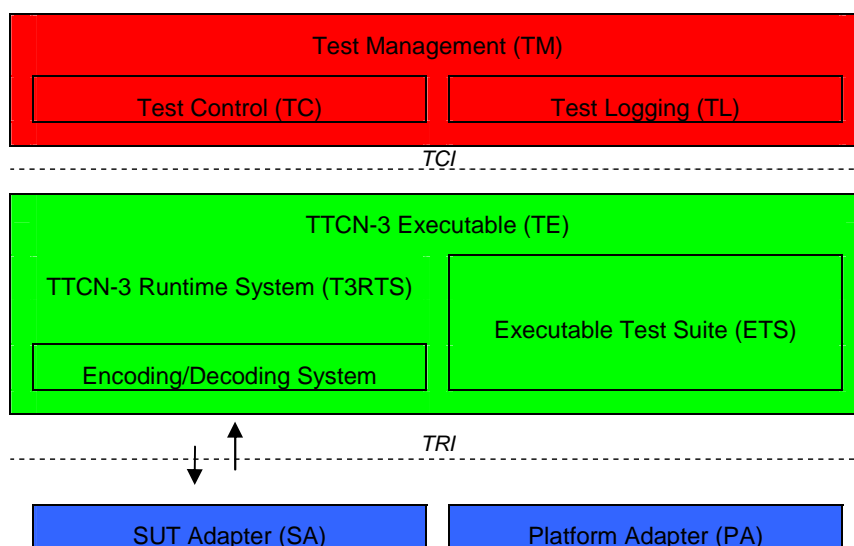 Test Management (TM)
Test Control (TC)
Test Logging (TL)
TCI
TTCN-3 Executable (TE)
TTCN-3 Runtime System (T3RTS)
Executable Test Suite (ETS)
Encoding/Decoding System
TRI
SUT Adapter (SA)
Platform Adapter (PA)